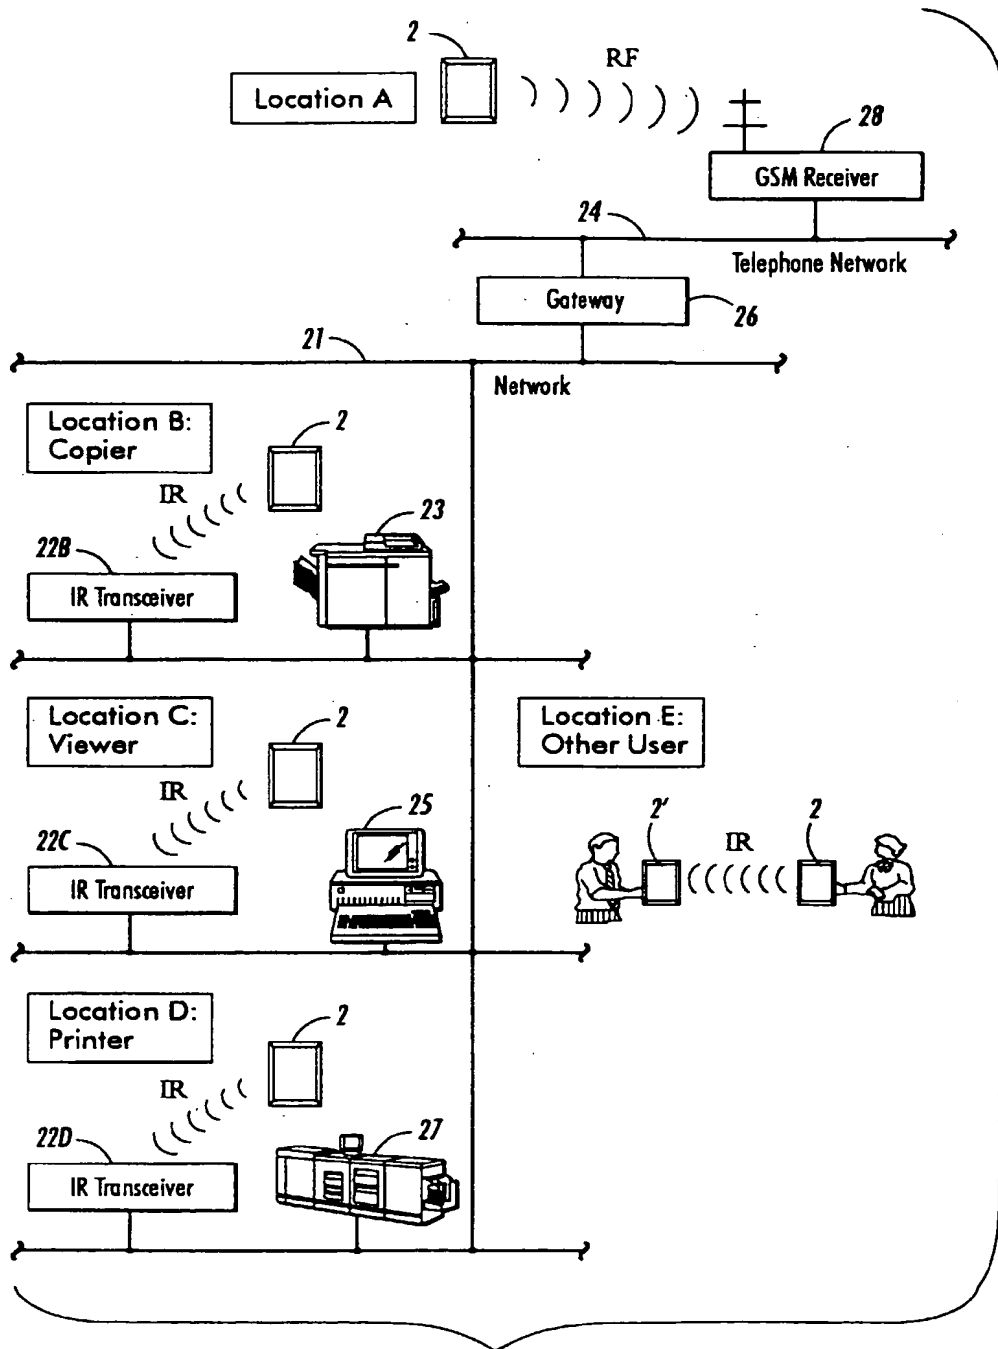 2
RF
Location A
28
GSM Receiver
24
Telephone Network
Gateway
26
21
Network
Location B:
Copier
2
IR
23
22B
IR Transceiver
Location C:
Viewer
2
Location E:
Other User
IR
25
2'
IR
2
22C
IR Transceiver
Location D:
Printer
2
IR
27
22D
IR Transceiver